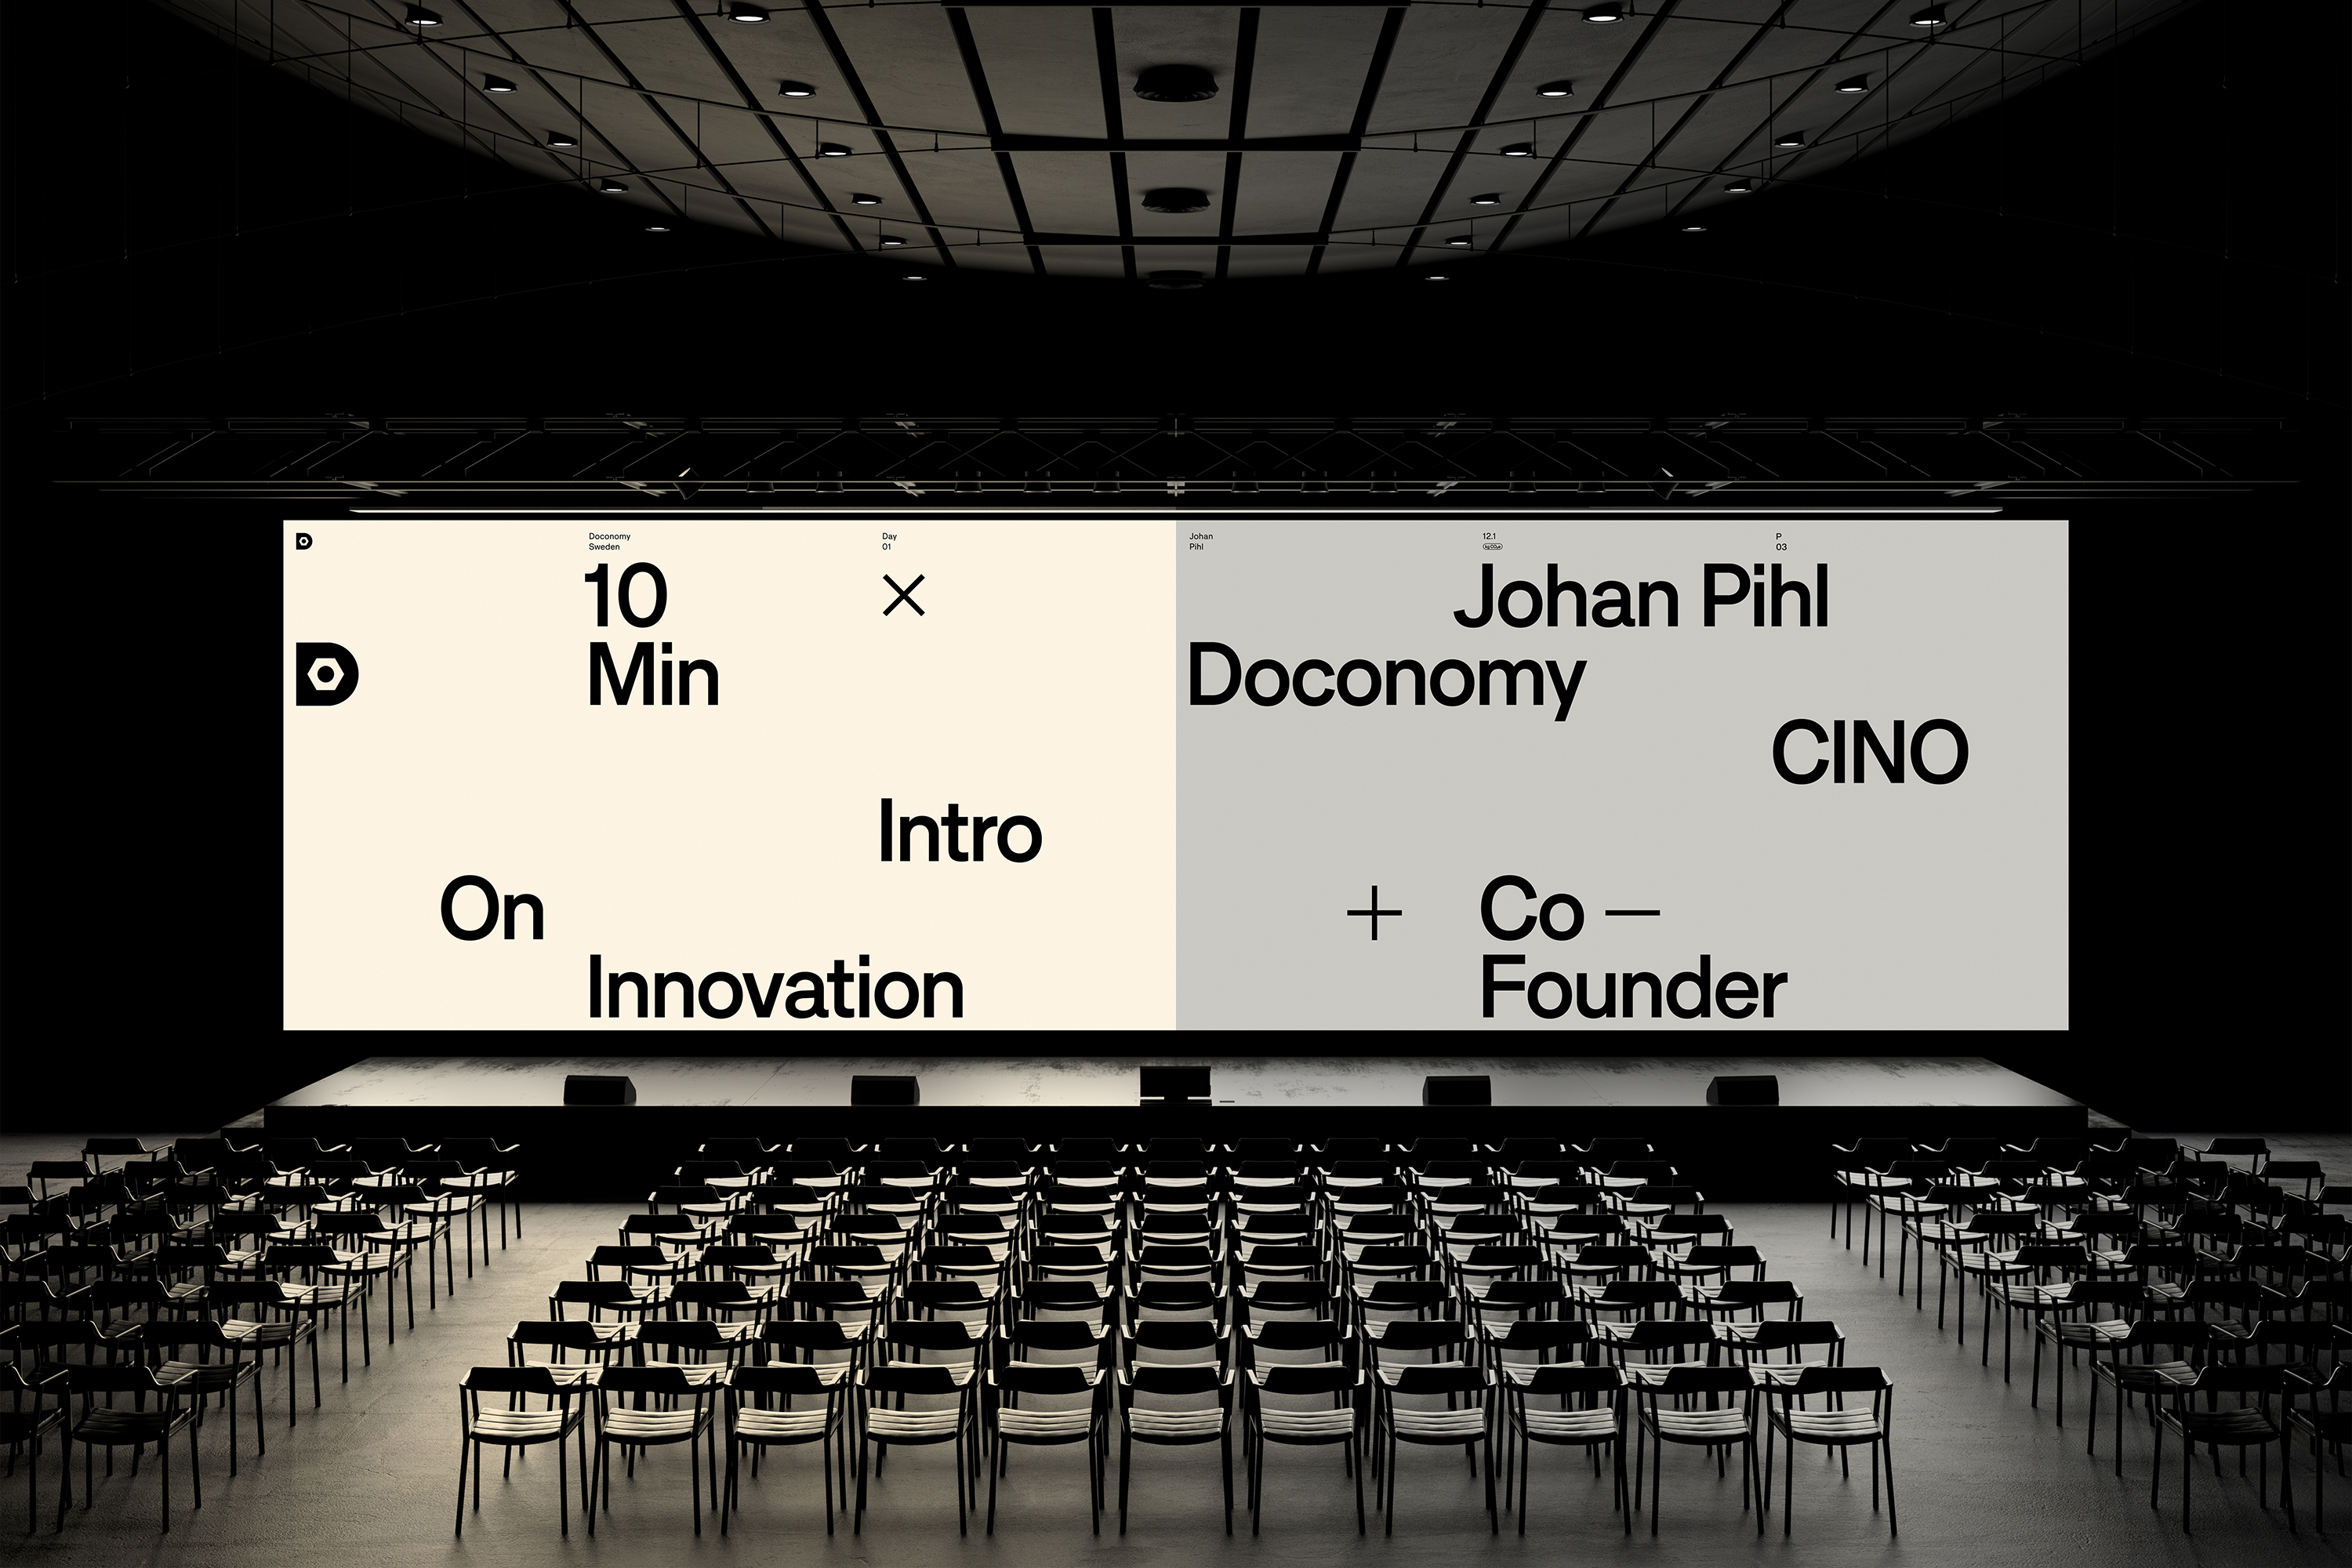 Doconomy
Sweden
Day
01
10 ×
Min
Intro
On
Innovation
Johan
Pihl
12.1
P
03
Johan Pihl
Doconomy
CINO
+ Co —
Founder